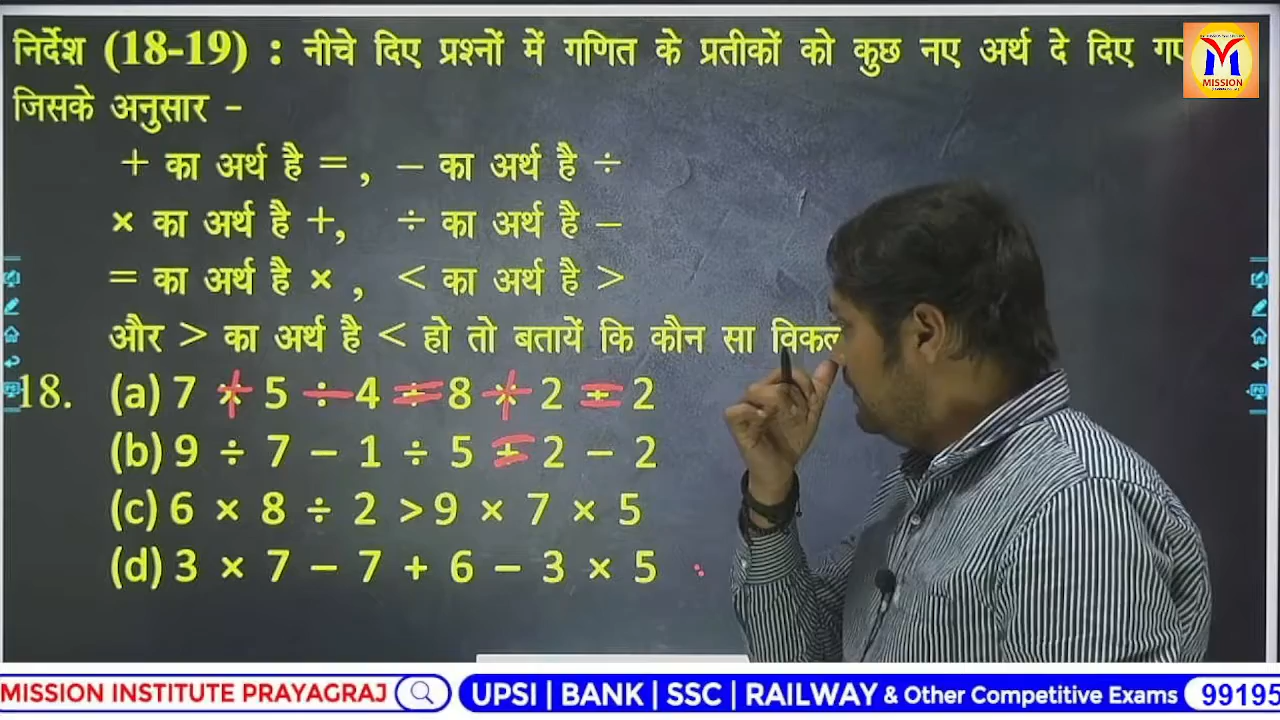 निर्देश (18-19) : नीचे दिए प्रश्नों में गणित के प्रतीकों को कुछ नए अर्थ दे दिए
जिसके अनुसार -
+ का अर्थ है = , − का अर्थ है ÷
× का अर्थ है +, ÷ का अर्थ है −
= का अर्थ है × , < का अर्थ है >
और > का अर्थ है < हो तो बतायें कि कौन सा
18. (a) 7 × 5 ÷ 4 ÷ 8 × 2 + 2
(b) 9 ÷ 7 − 1 ÷ 5 + 2 − 2
(c) 6 × 8 ÷ 2 > 9 × 7 × 5
(d) 3 × 7 − 7 + 6 − 3 × 5
MISSION
MISSION INSTITUTE PRAYAGRAJ UPSI | BANK | SSC | RAILWAY & Other Competitive Exams 99195